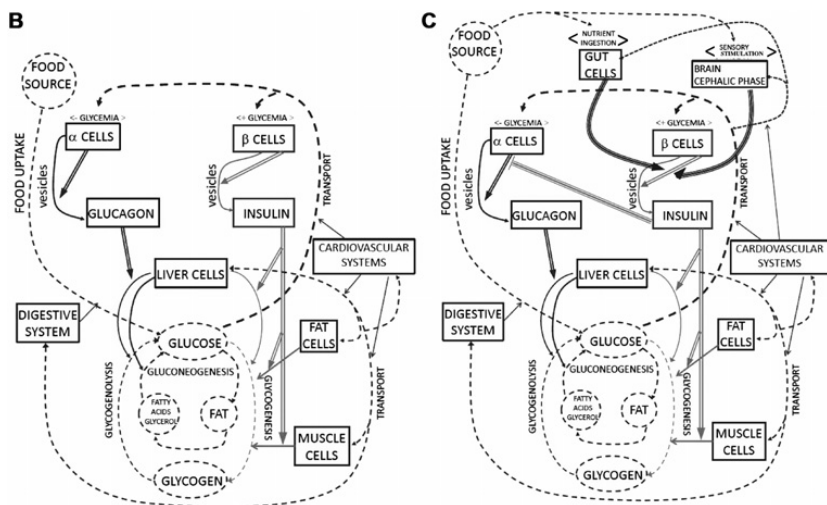 B
FOOD
SOURCE
<- GLYCEMIA >
α CELLS
<+ GLYCEMIA >
β CELLS
FOOD UPTAKE
vesicles
vesicles
TRANSPORT
GLUCAGON
INSULIN
LIVER CELLS
CARDIOVASCULAR
SYSTEMS
DIGESTIVE
SYSTEM
GLUCOSE
FAT
CELLS
GLUCONEOGENESIS
GLYCOGENOLYSIS
FATTY
ACIDS
GLYCEROL
FAT
GLYCOGENESIS
TRANSPORT
MUSCLE
CELLS
GLYCOGEN
C
FOOD
SOURCE
NUTRIENT
INGESTION
GUT
CELLS
SENSORY
STIMULATION
BRAIN
CEPHALIC PHASE
<- GLYCEMIA >
α CELLS
<+ GLYCEMIA >
β CELLS
FOOD UPTAKE
vesicles
vesicles
TRANSPORT
GLUCAGON
INSULIN
LIVER CELLS
CARDIOVASCULAR
SYSTEMS
DIGESTIVE
SYSTEM
GLUCOSE
FAT
CELLS
GLUCONEOGENESIS
GLYCOGENOLYSIS
FATTY
ACIDS
GLYCEROL
FAT
GLYCOGENESIS
TRANSPORT
MUSCLE
CELLS
GLYCOGEN